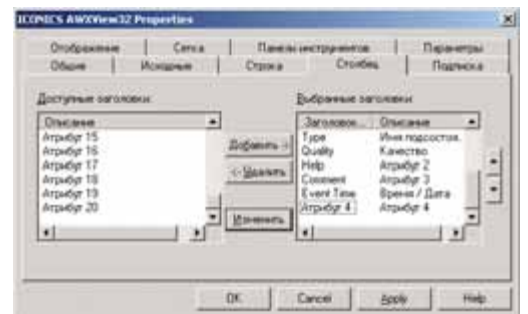 ICONICS AWXView32 Properties
Отображение Сетка Панели инструментов Параметры
Общие Исходные Строка Столбец Подписка
Доступные заголовки: Выбранные заголовки:
Описание Заголовок... Описание
Атрибут 15 Type Имя подсостоя.
Атрибут 16 Quality Качество
Атрибут 17 Help Атрибут 2
Атрибут 18 Comment Атрибут 3
Атрибут 19 Event Time Время / Дата
Атрибут 20 Атрибут 4 Атрибут 4
Добавить ->
<- Удалить
Изменить
OK Cancel Apply Help